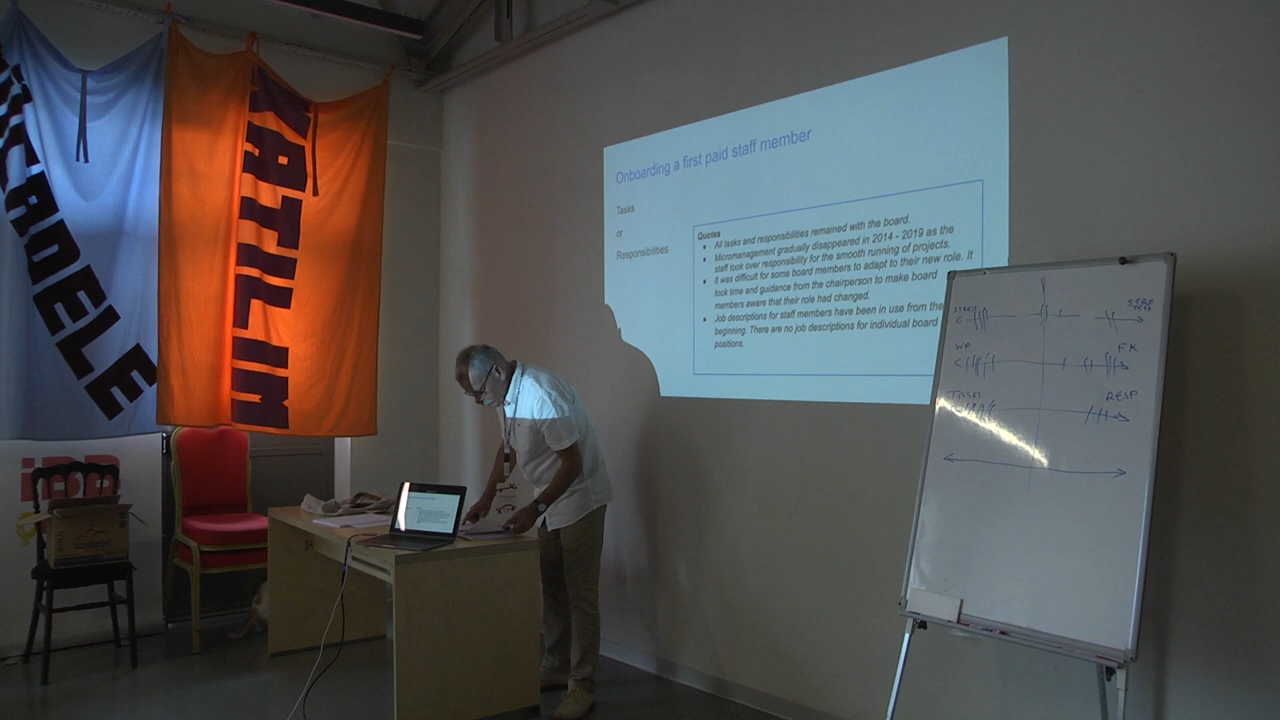 KATILIM
Onboarding a first paid staff member
Tasks
or
Responsibilities
Quotes
All tasks and responsibilities remained with the board.
Micromanagement gradually disappeared in 2014 - 2019 as the
staff took over responsibility for the smooth running of projects.
It was difficult for some board members to adapt to their new role. It
took time and guidance from the chairperson to make board
members aware that their role had changed.
Job descriptions for staff members have been in use from the
beginning. There are no job descriptions for individual board
positions.
WP
FK
TASKS
RESP